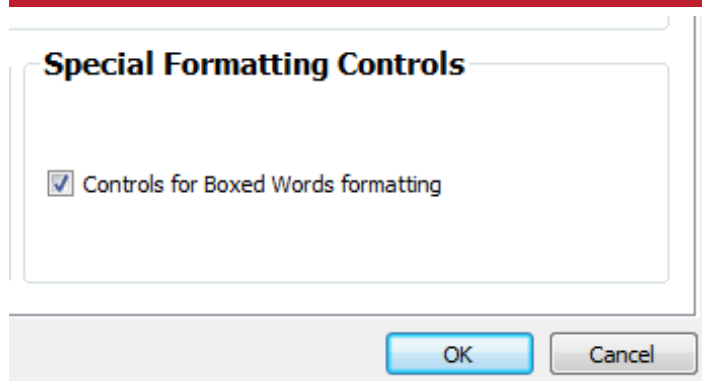 Special Formatting Controls
Controls for Boxed Words formatting
OK Cancel